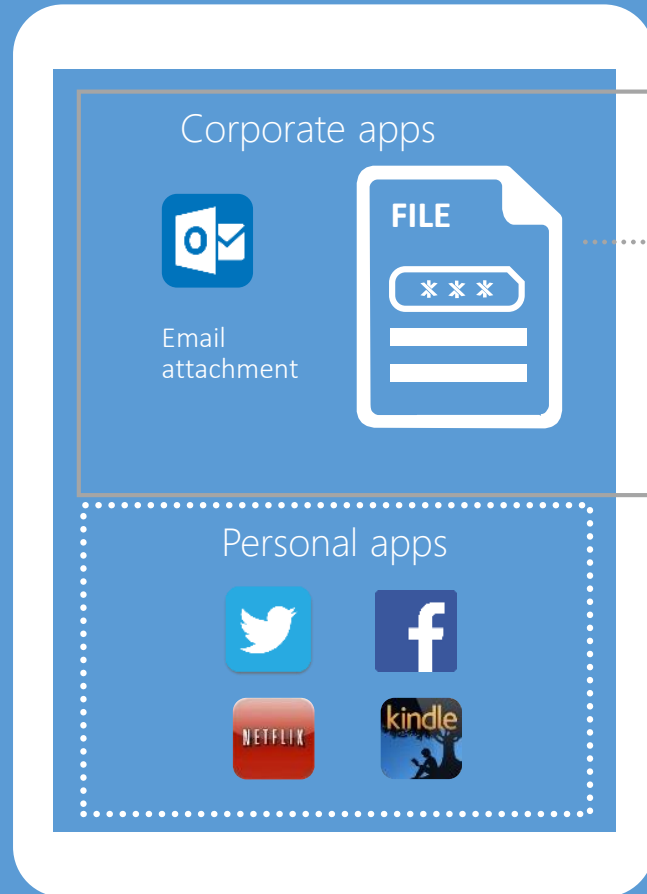 Corporate apps
FILE
* * *
Email
attachment
Personal apps
NETFLIX
kindle